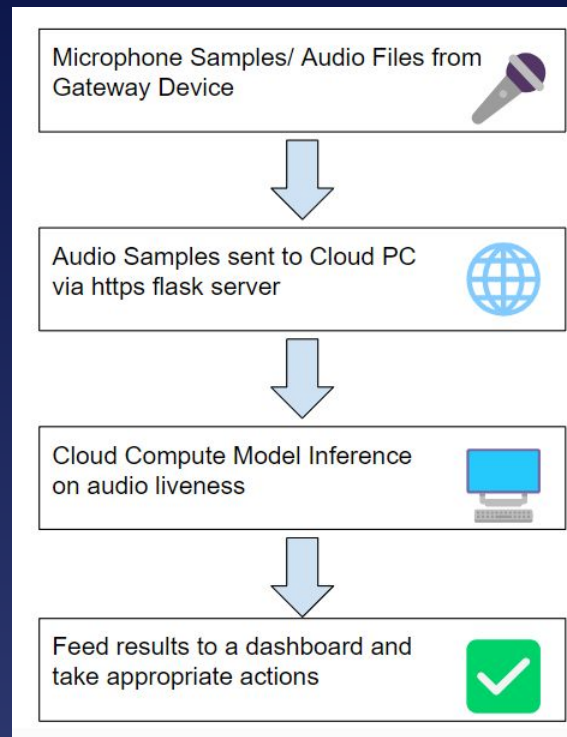 Microphone Samples/ Audio Files from
Gateway Device
Audio Samples sent to Cloud PC
via https flask server
Cloud Compute Model Inference
on audio liveness
Feed results to a dashboard and
take appropriate actions